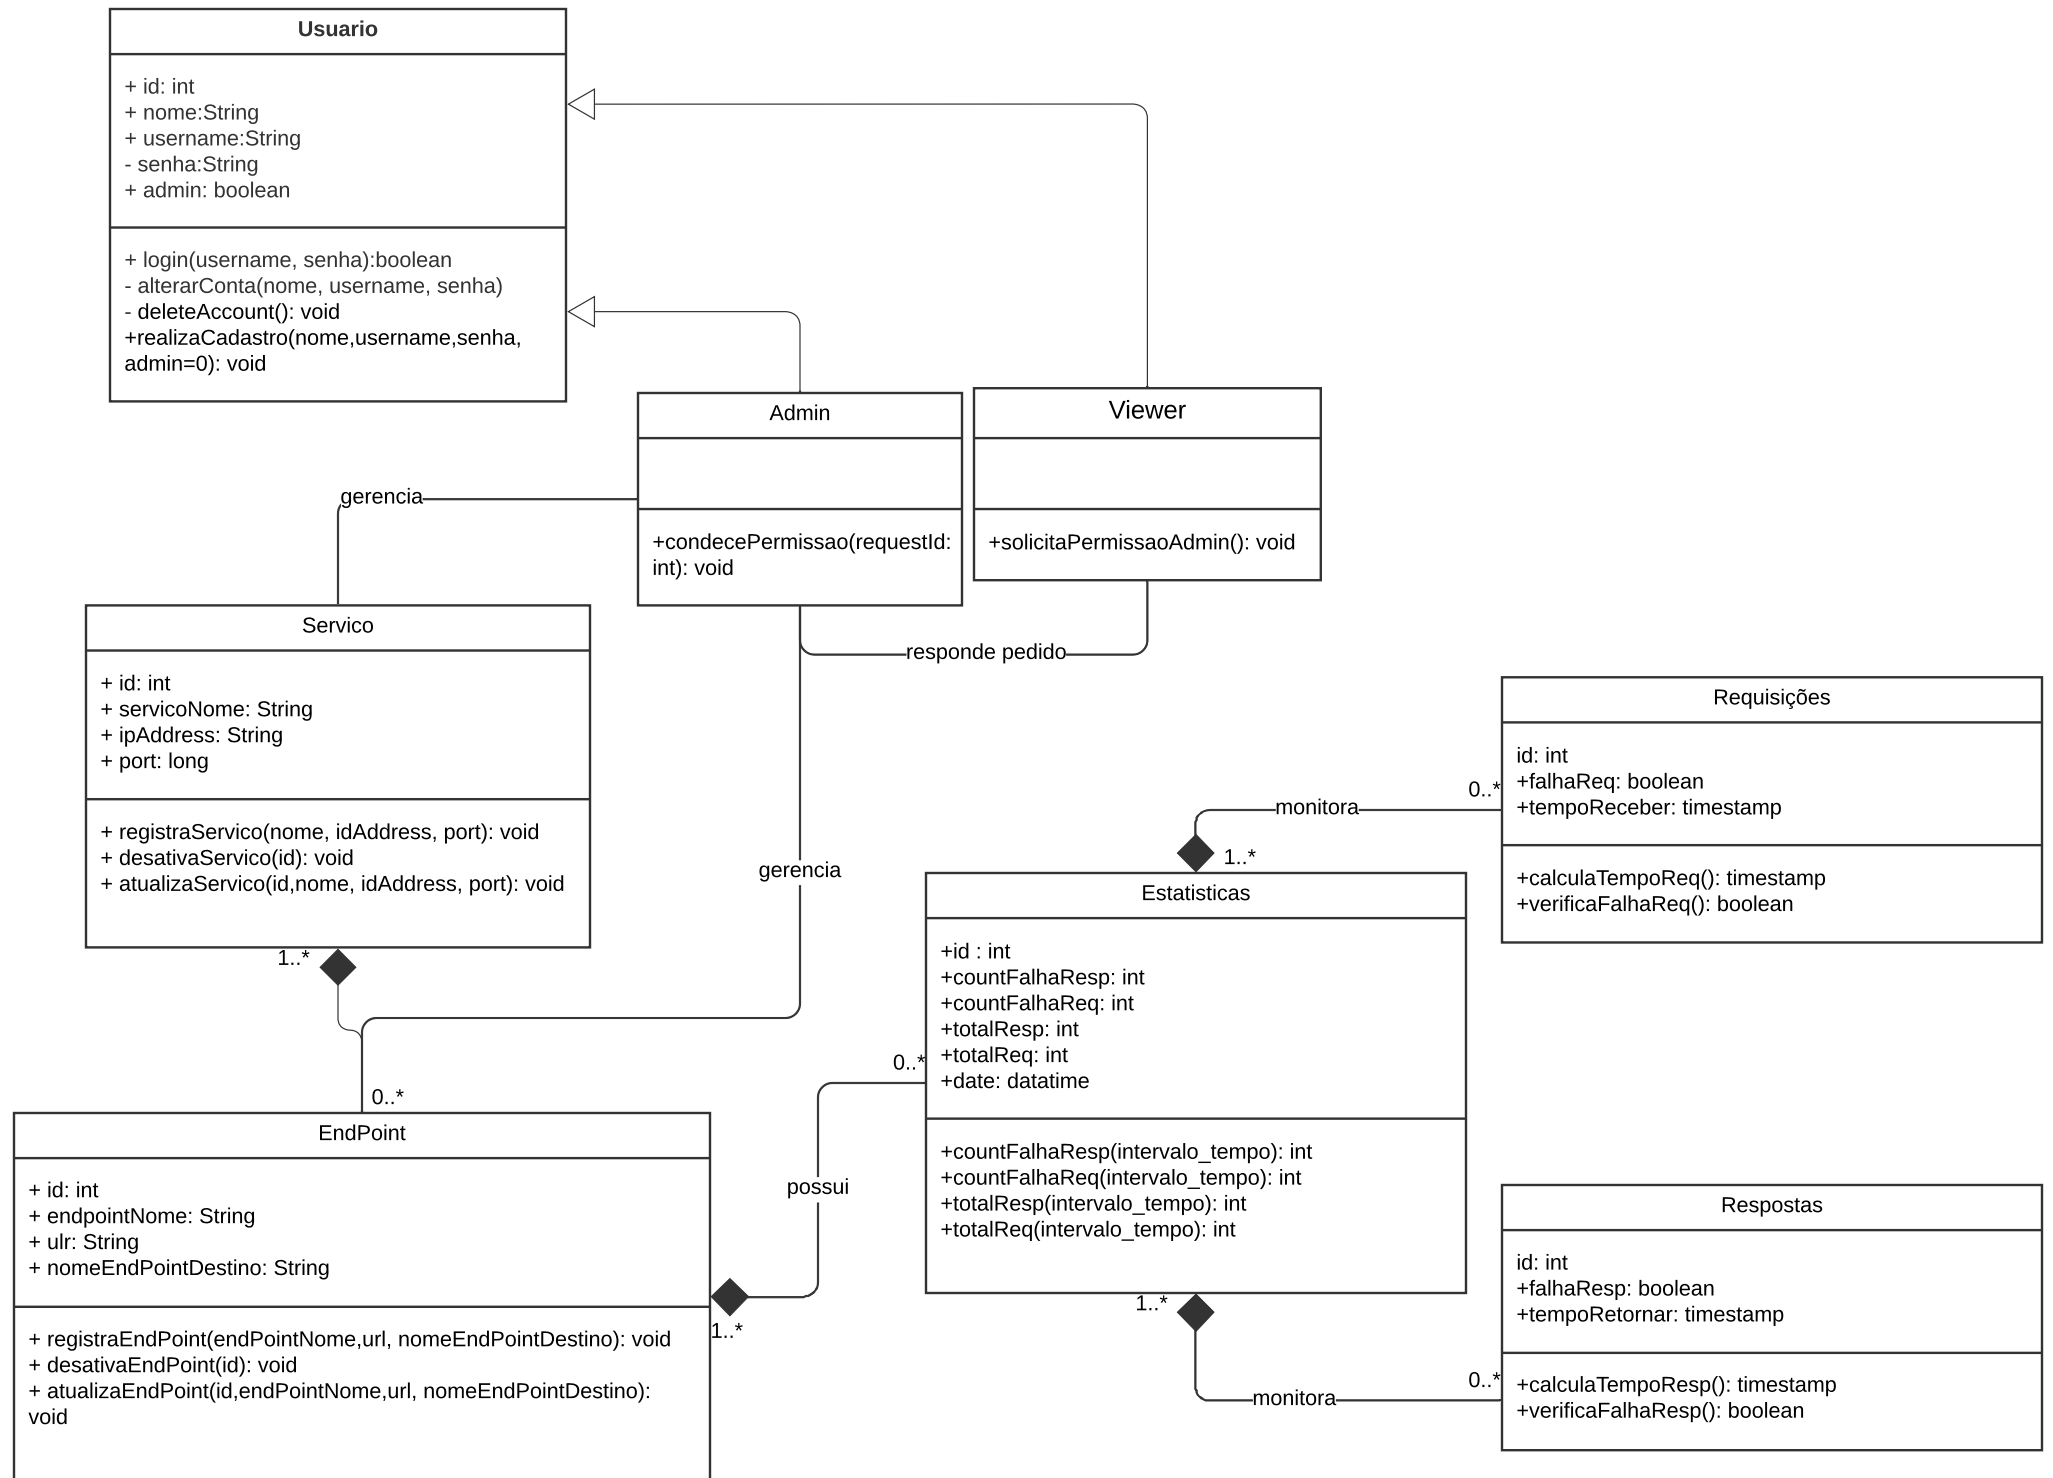 Usuario
+ id: int
+ nome:String
+ username:String
- senha:String
+ admin: boolean
+ login(username, senha):boolean
- alterarConta(nome, username, senha)
- deleteAccount(): void
+realizaCadastro(nome,username,senha,
admin=0): void
Admin
+condecePermissao(requestId:
int): void
Viewer
+solicitaPermissaoAdmin(): void
gerencia
responde pedido
Servico
+ id: int
+ servicoNome: String
+ ipAddress: String
+ port: long
+ registraServico(nome, idAddress, port): void
+ desativaServico(id): void
+ atualizaServico(id,nome, idAddress, port): void
1..*
gerencia
0..*
Requisições
id: int
+falhaReq: boolean
+tempoReceber: timestamp
+calculaTempoReq(): timestamp
+verificaFalhaReq(): boolean
0..*
monitora
1..*
Estatisticas
+id : int
+countFalhaResp: int
+countFalhaReq: int
+totalResp: int
+totalReq: int
+date: datatime
+countFalhaResp(intervalo_tempo): int
+countFalhaReq(intervalo_tempo): int
+totalResp(intervalo_tempo): int
+totalReq(intervalo_tempo): int
0..*
possui
1..*
EndPoint
+ id: int
+ endpointNome: String
+ ulr: String
+ nomeEndPointDestino: String
+ registraEndPoint(endPointNome,url, nomeEndPointDestino): void
+ desativaEndPoint(id): void
+ atualizaEndPoint(id,endPointNome,url, nomeEndPointDestino):
void
1..*
monitora
0..*
Respostas
id: int
+falhaResp: boolean
+tempoRetornar: timestamp
+calculaTempoResp(): timestamp
+verificaFalhaResp(): boolean